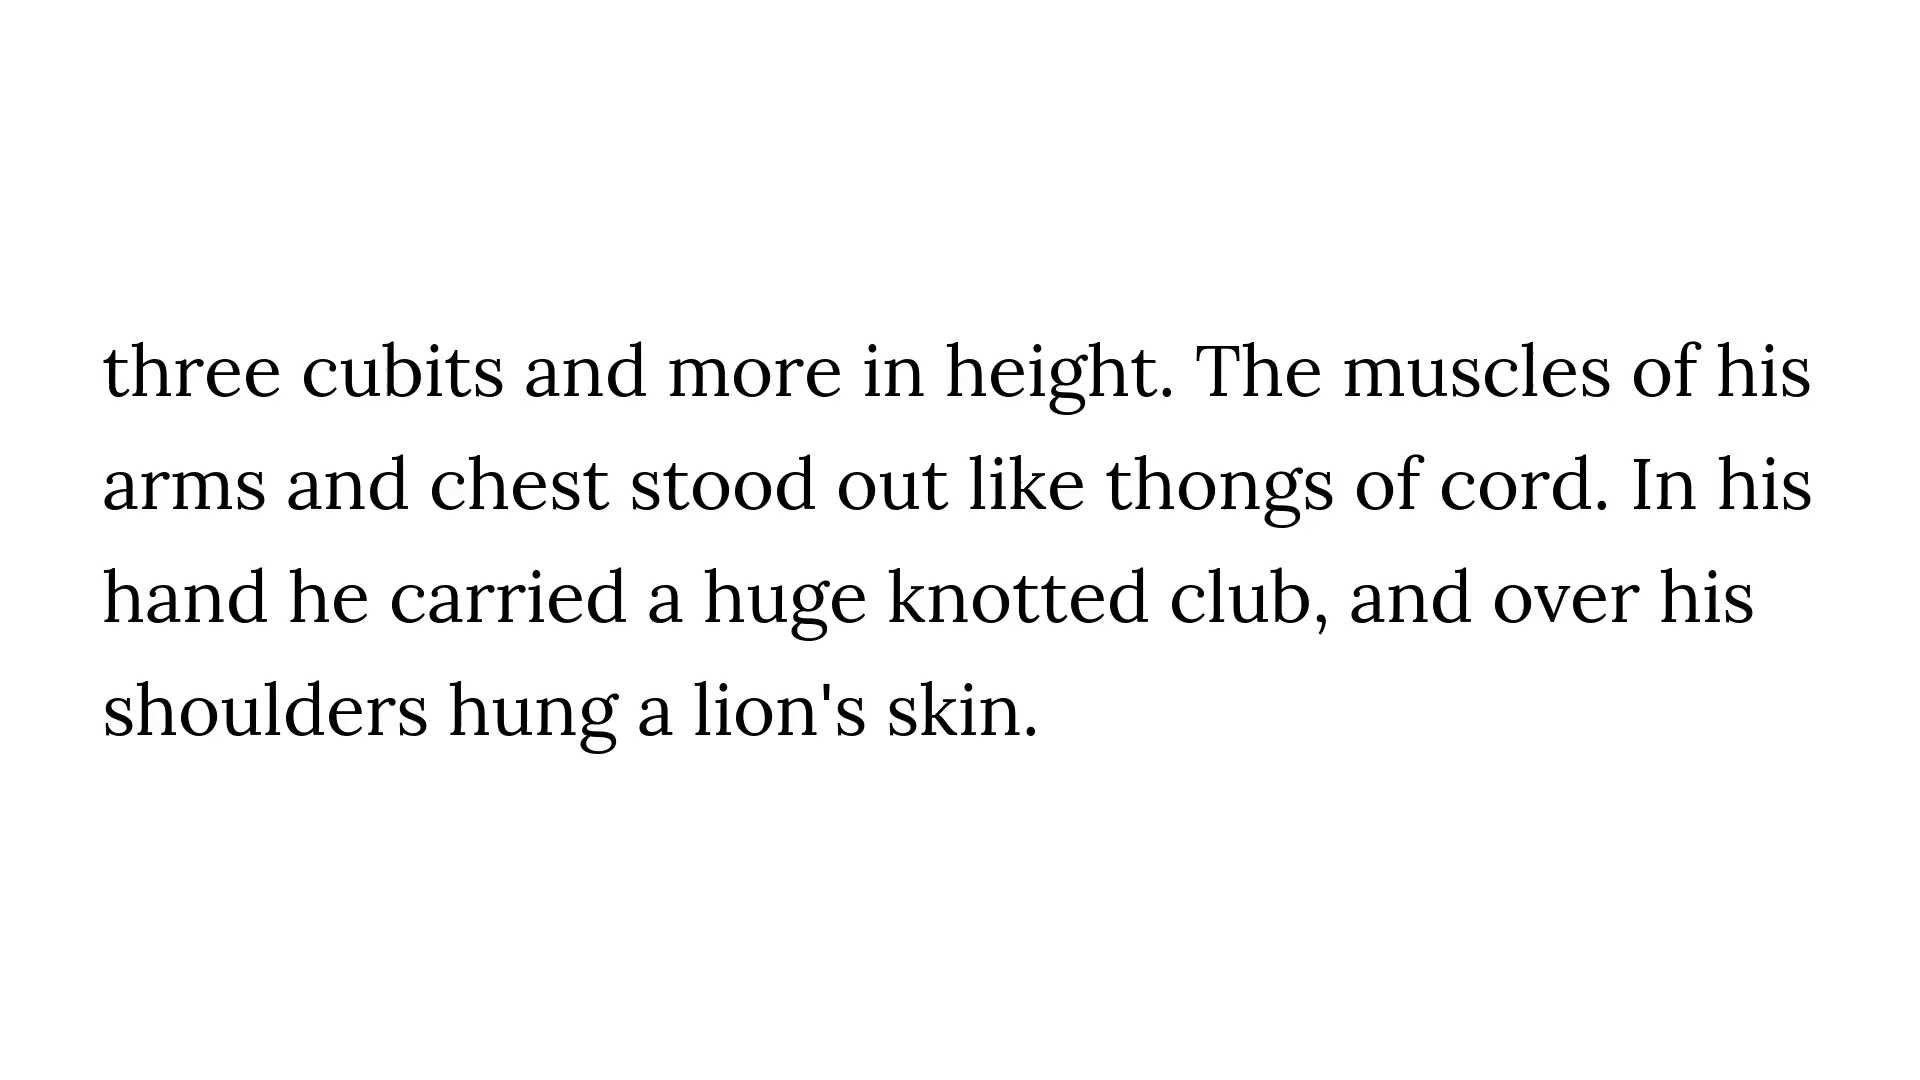 three cubits and more in height. The muscles of his
arms and chest stood out like thongs of cord. In his
hand he carried a huge knotted club, and over his
shoulders hung a lion's skin.